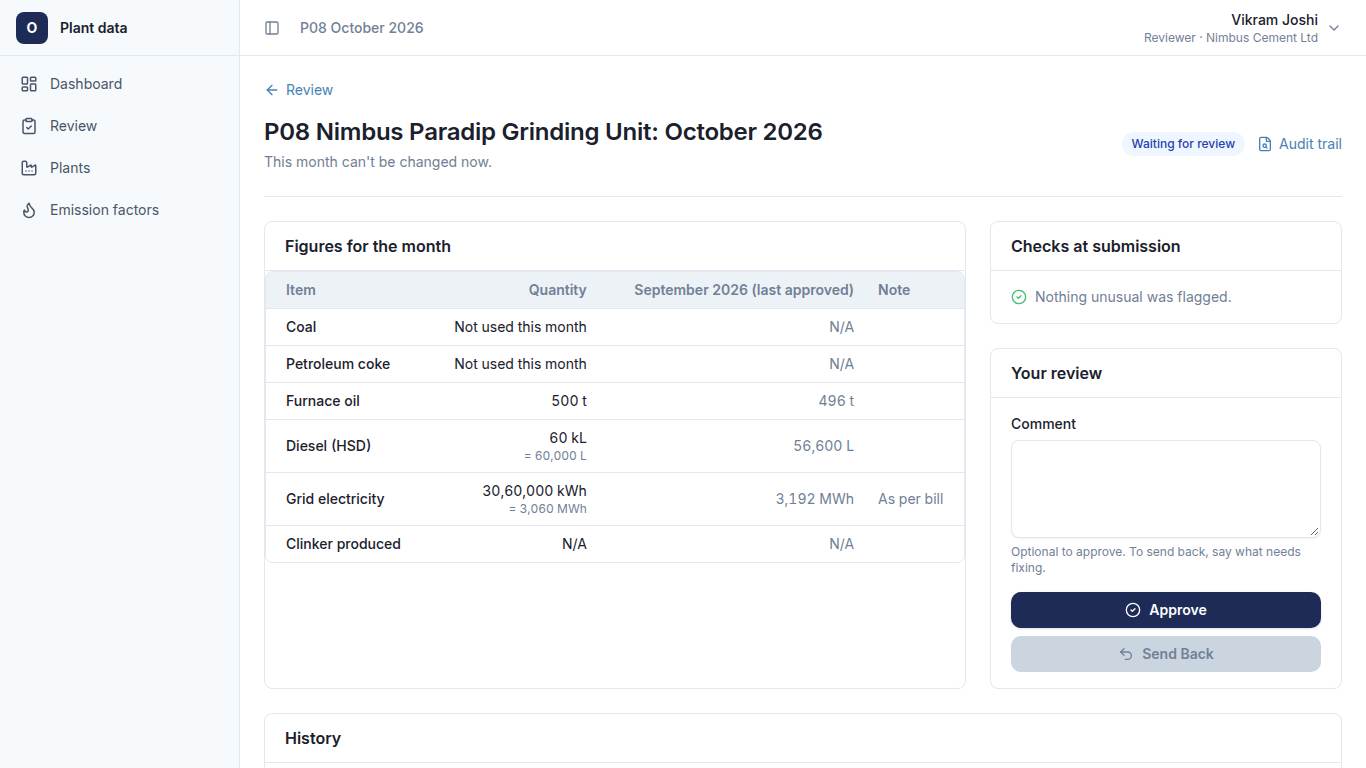 O Plant data
P08 October 2026
Vikram Joshi
Reviewer · Nimbus Cement Ltd
Dashboard
Review
Plants
Emission factors
Review
P08 Nimbus Paradip Grinding Unit: October 2026
This month can't be changed now.
Waiting for review
Audit trail
Figures for the month
Item Quantity September 2026 (last approved) Note
Coal Not used this month N/A
Petroleum coke Not used this month N/A
Furnace oil 500 t 496 t
Diesel (HSD) 60 kL 56,600 L
= 60,000 L
Grid electricity 30,60,000 kWh 3,192 MWh As per bill
= 3,060 MWh
Clinker produced N/A N/A
Checks at submission
Nothing unusual was flagged.
Your review
Comment
Optional to approve. To send back, say what needs
fixing.
Approve
Send Back
History